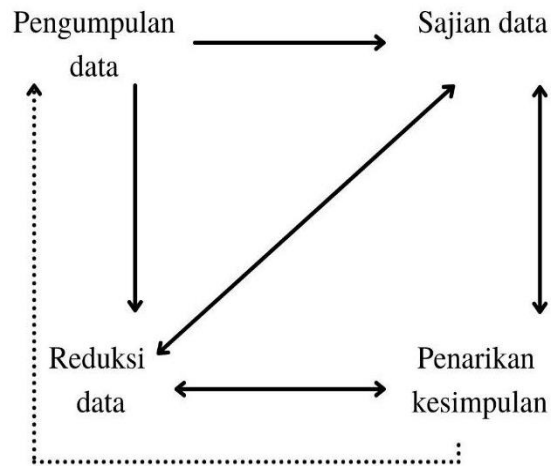 Pengumpulan
data
Sajian data
Reduksi
data
Penarikan
kesimpulan